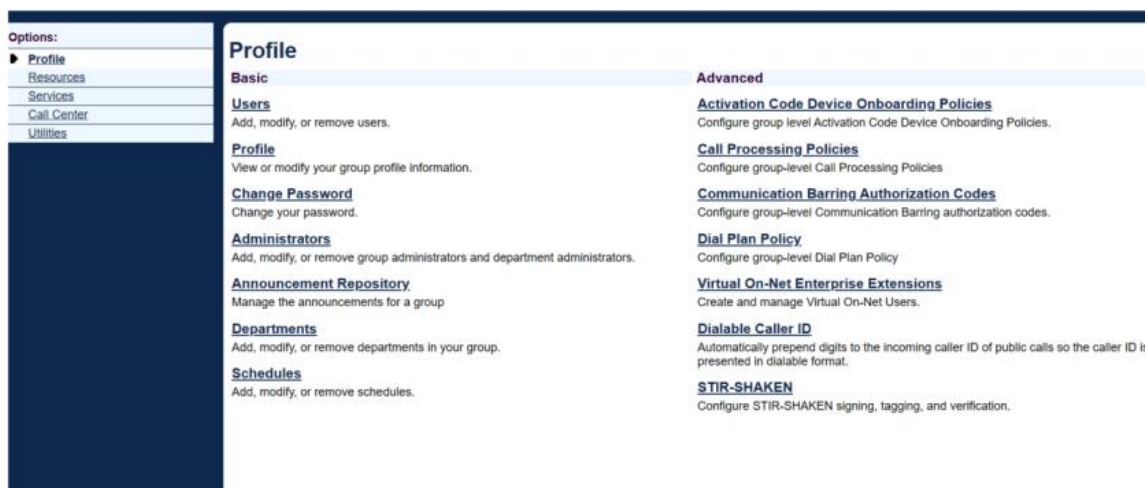 Options:
Profile
Resources
Services
Call Center
Utilities
Profile
Basic
Users
Add, modify, or remove users.
Profile
View or modify your group profile information.
Change Password
Change your password.
Administrators
Add, modify, or remove group administrators and department administrators.
Announcement Repository
Manage the announcements for a group
Departments
Add, modify, or remove departments in your group.
Schedules
Add, modify, or remove schedules.
Advanced
Activation Code Device Onboarding Policies
Configure group level Activation Code Device Onboarding Policies.
Call Processing Policies
Configure group-level Call Processing Policies
Communication Barring Authorization Codes
Configure group-level Communication Barring authorization codes.
Dial Plan Policy
Configure group-level Dial Plan Policy
Virtual On-Net Enterprise Extensions
Create and manage Virtual On-Net Users.
Dialable Caller ID
Automatically prepend digits to the incoming caller ID of public calls so the caller ID is
presented in dialable format.
STIR-SHAKEN
Configure STIR-SHAKEN signing, tagging, and verification.